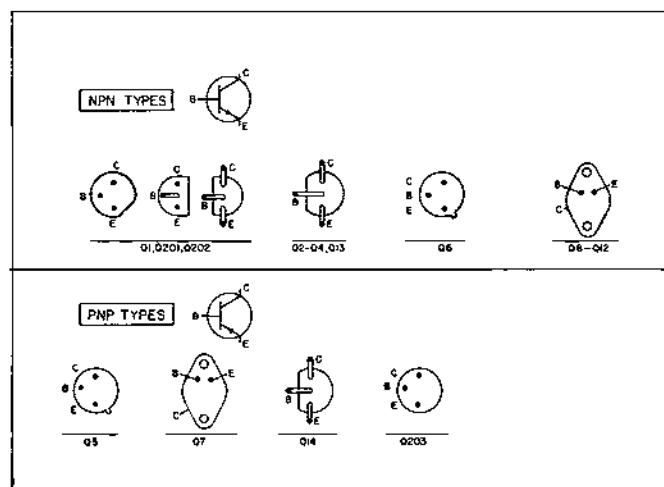 NPN TYPES
B C E
C B E
B C E
C B E
B C E
C B E
B E C
Q1,Q201,Q202
Q2-Q4,Q13
Q6
Q8-Q12
PNP TYPES
B C E
C B E
B E C
C B E
C B E
Q5
Q7
Q14
Q203